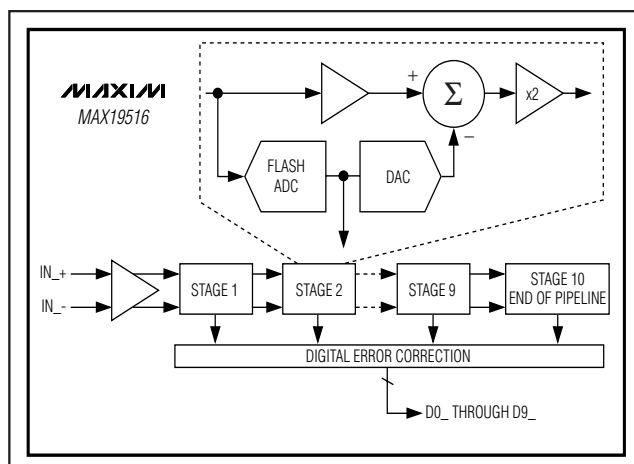 MAXIM
MAX19516
+
Σ
x2
−
FLASH
ADC
DAC
IN_+
IN_-
STAGE 1
STAGE 2
STAGE 9
STAGE 10
END OF PIPELINE
DIGITAL ERROR CORRECTION
D0_ THROUGH D9_